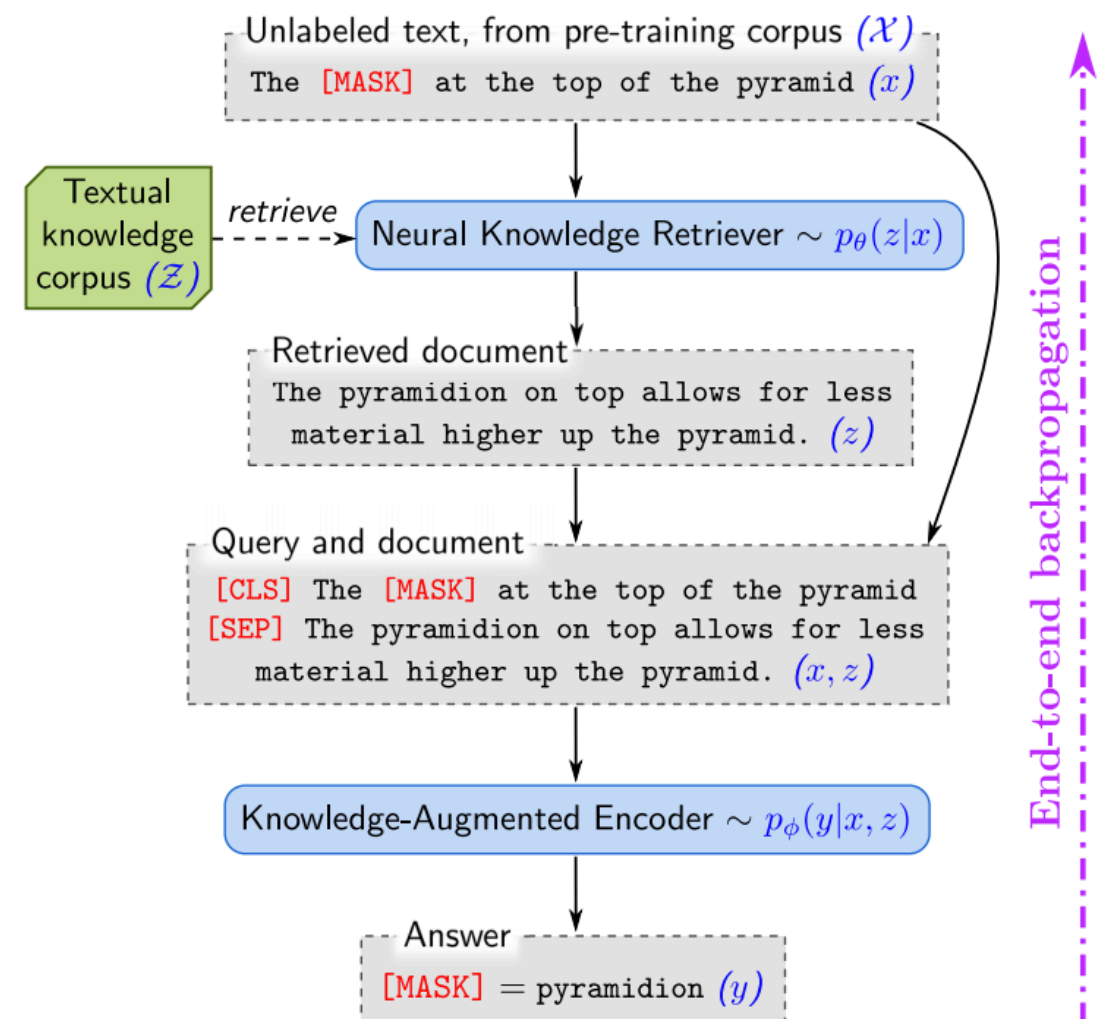 Unlabeled text, from pre-training corpus (𝒳)
The [MASK] at the top of the pyramid (x)
Textual
knowledge
corpus (𝒵)
retrieve
Neural Knowledge Retriever ∼ pθ(z|x)
Retrieved document
The pyramidion on top allows for less
material higher up the pyramid. (z)
Query and document
[CLS] The [MASK] at the top of the pyramid
[SEP] The pyramidion on top allows for less
material higher up the pyramid. (x, z)
Knowledge-Augmented Encoder ∼ pϕ(y|x, z)
Answer
[MASK] = pyramidion (y)
End-to-end backpropagation